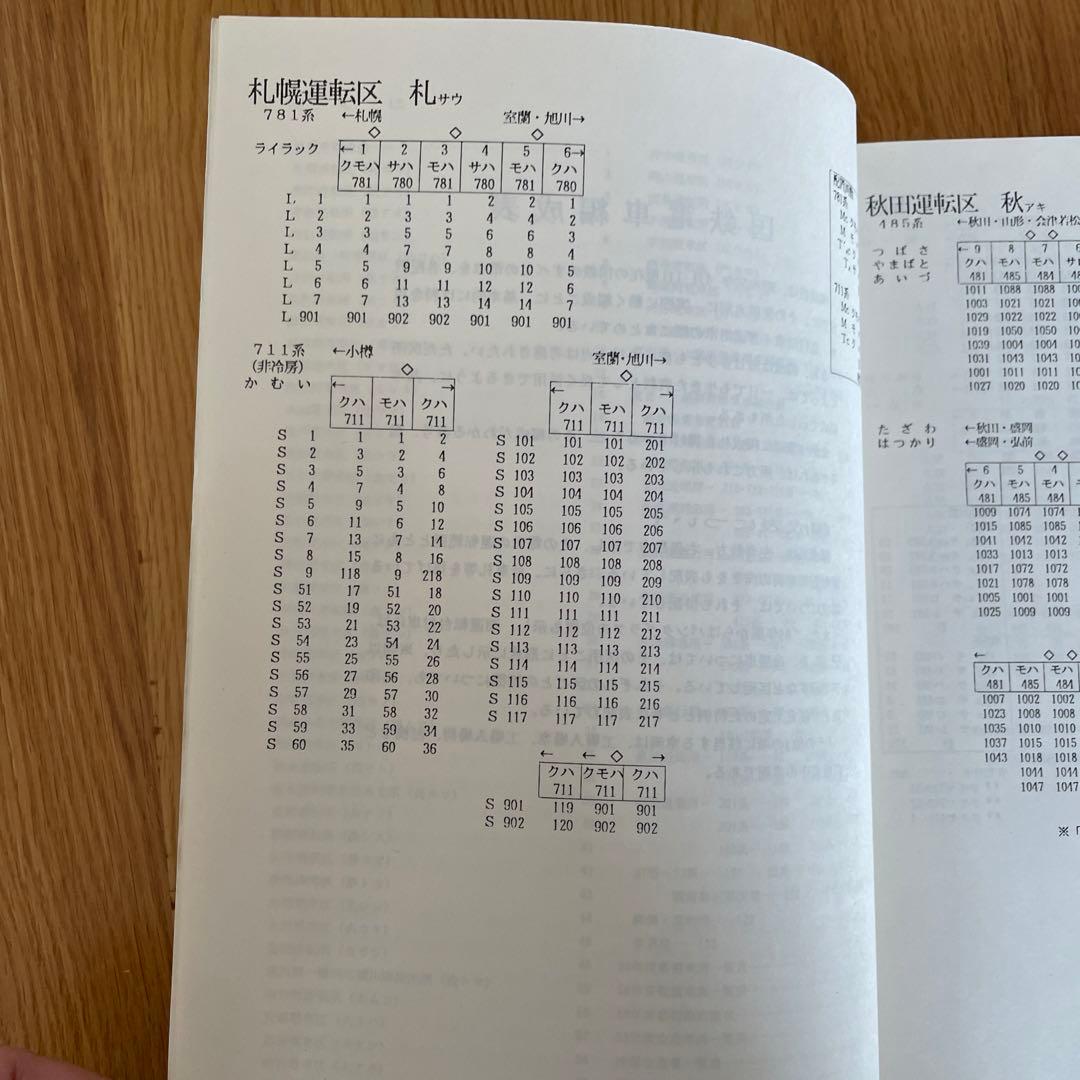 札幌運転区 札サウ
781系 ←札幌 室蘭・旭川→
◇ ◇ ◇
ライラック ←1 2 3 4 5 6→
クモハ サハ モハ サハ モハ クハ
781 780 781 780 781 780
L 1 1 1 1 2 2 1
L 2 2 3 3 4 4 2
L 3 3 5 5 6 6 3
L 4 4 7 7 8 8 4
L 5 5 9 9 10 10 5
L 6 6 11 11 12 12 6
L 7 7 13 13 14 14 7
L 901 901 902 902 901 901 901
711系 ←小樽 室蘭・旭川→
(非冷房) ◇ ◇
かむい ← → ← →
クハ モハ クハ クハ モハ クハ
711 711 711 711 711 711
S 1 1 1 2 S 101 101 101 201
S 2 3 2 4 S 102 102 102 202
S 3 5 3 6 S 103 103 103 203
S 4 7 4 8 S 104 104 104 204
S 5 9 5 10 S 105 105 105 205
S 6 11 6 12 S 106 106 106 206
S 7 13 7 14 S 107 107 107 207
S 8 15 8 16 S 108 108 108 208
S 9 118 9 218 S 109 109 109 209
S 51 17 51 18 S 110 110 110 210
S 52 19 52 20 S 111 111 111 211
S 53 21 53 22 S 112 112 112 212
S 54 23 54 24 S 113 113 113 213
S 55 25 55 26 S 114 114 114 214
S 56 27 56 28 S 115 115 115 215
S 57 29 57 30 S 116 116 116 216
S 58 31 58 32 S 117 117 117 217
S 59 33 59 34
S 60 35 60 36
← ← ◇ →
クハ クモハ クハ
711 711 711
S 901 119 901 901
S 902 120 902 902
781系
711系
秋田運転区 秋アキ
485系 ←秋田・山形・会津若松
◇ ◇
つばさ ←9 8 7 6
やまばと クハ モハ モハ サロ
あいづ 481 485 484
1011 1088 1088
1003 1021 1021
1029 1022 1022
1019 1050 1050
1039 1004 1004
1031 1043 1043
1001 1011 1011
1027 1020 1020
たざわ ←秋田・盛岡
はつかり ←盛岡・弘前
◇ ◇
←6 5 4
クハ モハ モハ
481 485 484
1009 1074 1074
1015 1085 1085
1041 1042 1042
1033 1013 1013
1017 1072 1072
1021 1078 1078
1005 1001 1001
1025 1009 1009
← ◇ ◇
クハ モハ モハ
481 485 484
1007 1002 1002
1023 1008 1008
1035 1010 1010
1037 1015 1015
1043 1018 1018
1044 1044
1047 1047
※「